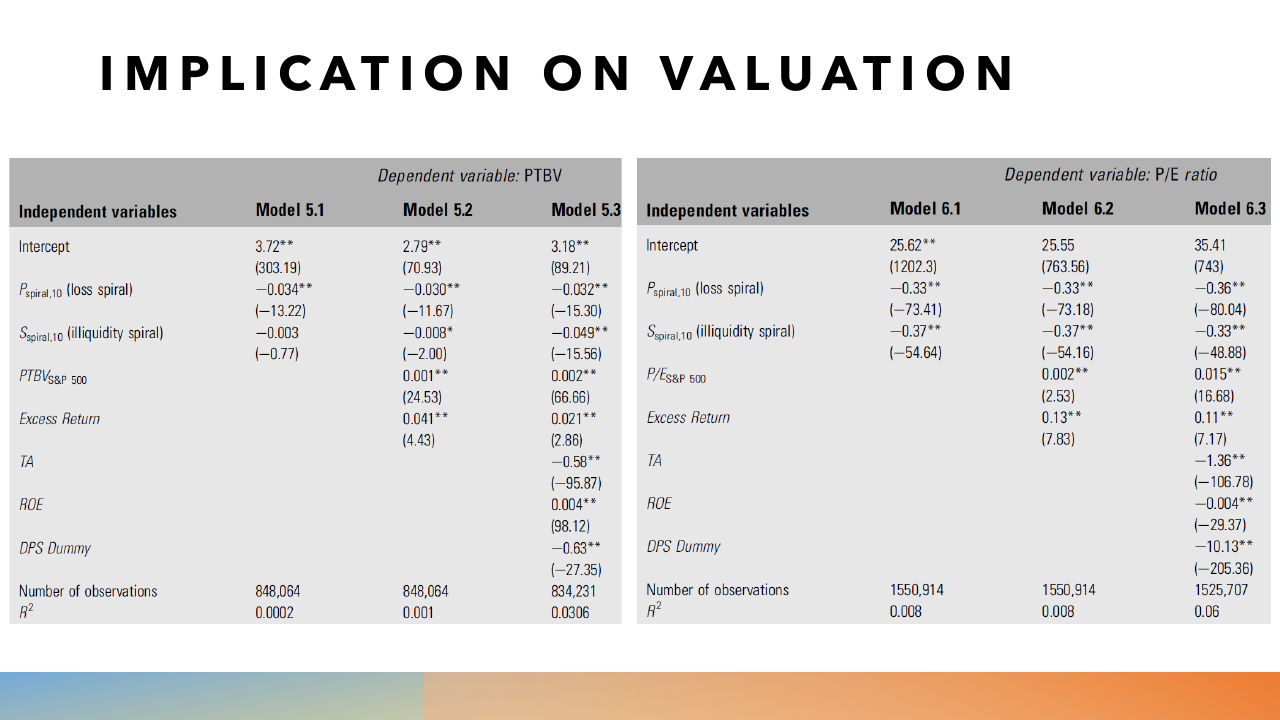 IMPLICATION ON VALUATION
Dependent variable: PTBV
Independent variables Model 5.1 Model 5.2 Model 5.3
Intercept 3.72** 2.79** 3.18**
(303.19) (70.93) (89.21)
Pspiral,10 (loss spiral) −0.034** −0.030** −0.032**
(−13.22) (−11.67) (−15.30)
Sspiral,10 (illiquidity spiral) −0.003 −0.008* −0.049**
(−0.77) (−2.00) (−15.56)
PTBVS&P 500 0.001** 0.002**
(24.53) (66.66)
Excess Return 0.041** 0.021**
(4.43) (2.86)
TA −0.58**
(−95.87)
ROE 0.004**
(98.12)
DPS Dummy −0.63**
(−27.35)
Number of observations 848,064 848,064 834,231
R2 0.0002 0.001 0.0306
Dependent variable: P/E ratio
Independent variables Model 6.1 Model 6.2 Model 6.3
Intercept 25.62** 25.55 35.41
(1202.3) (763.56) (743)
Pspiral,10 (loss spiral) −0.33** −0.33** −0.36**
(−73.41) (−73.18) (−80.04)
Sspiral,10 (illiquidity spiral) −0.37** −0.37** −0.33**
(−54.64) (−54.16) (−48.88)
P/ES&P 500 0.002** 0.015**
(2.53) (16.68)
Excess Return 0.13** 0.11**
(7.83) (7.17)
TA −1.36**
(−106.78)
ROE −0.004**
(−29.37)
DPS Dummy −10.13**
(−205.36)
Number of observations 1550,914 1550,914 1525,707
R2 0.008 0.008 0.06